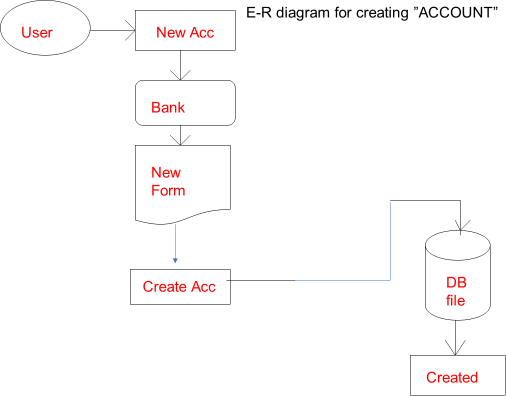 E-R diagram for creating ”ACCOUNT”
User
New Acc
Bank
New
Form
Create Acc
DB
file
Created